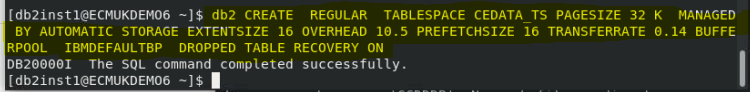 [db2inst1@ECMUKDEMO6 ~]$ db2 CREATE  REGULAR  TABLESPACE CEDATA_TS PAGESIZE 32 K  MANAGED
 BY AUTOMATIC STORAGE EXTENTSIZE 16 OVERHEAD 10.5 PREFETCHSIZE 16 TRANSFERRATE 0.14 BUFFE
RPOOL  IBMDEFAULTBP  DROPPED TABLE RECOVERY ON
DB20000I  The SQL command completed successfully.
[db2inst1@ECMUKDEMO6 ~]$